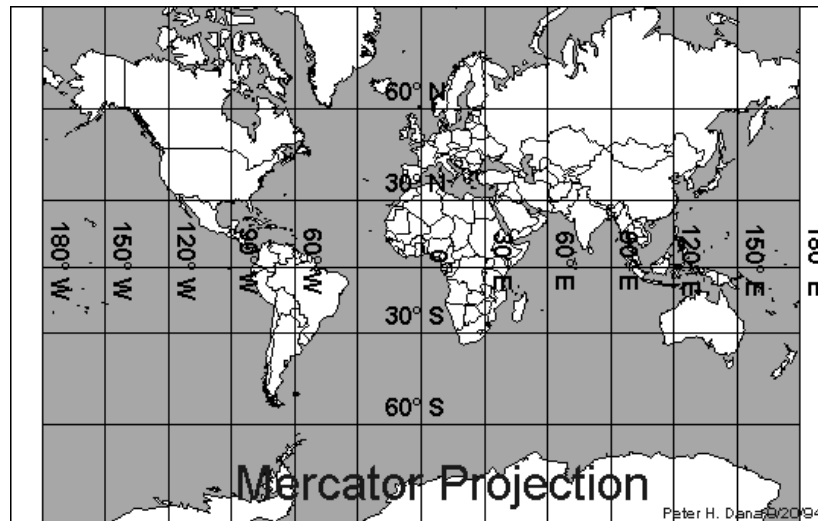 60° N
30° N
180° W
150° W
120° W
90° W
60° W
0°
30° E
60° E
90° E
120° E
150° E
180° E
30° S
60° S
Mercator Projection
Peter H. Dana 9/20/94